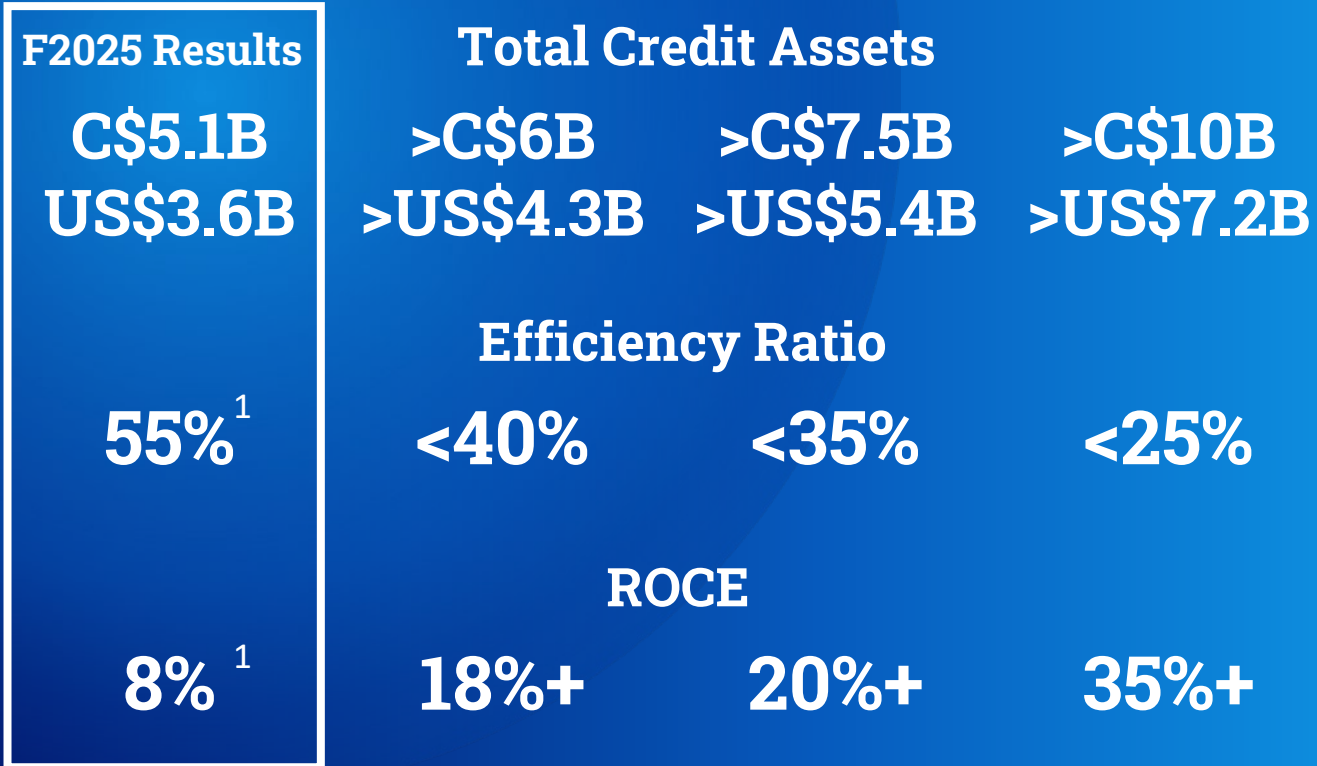 F2025 Results
Total Credit Assets
C$5.1B >C$6B >C$7.5B >C$10B
US$3.6B >US$4.3B >US$5.4B >US$7.2B
Efficiency Ratio
55%¹ <40% <35% <25%
ROCE
8% ¹ 18%+ 20%+ 35%+